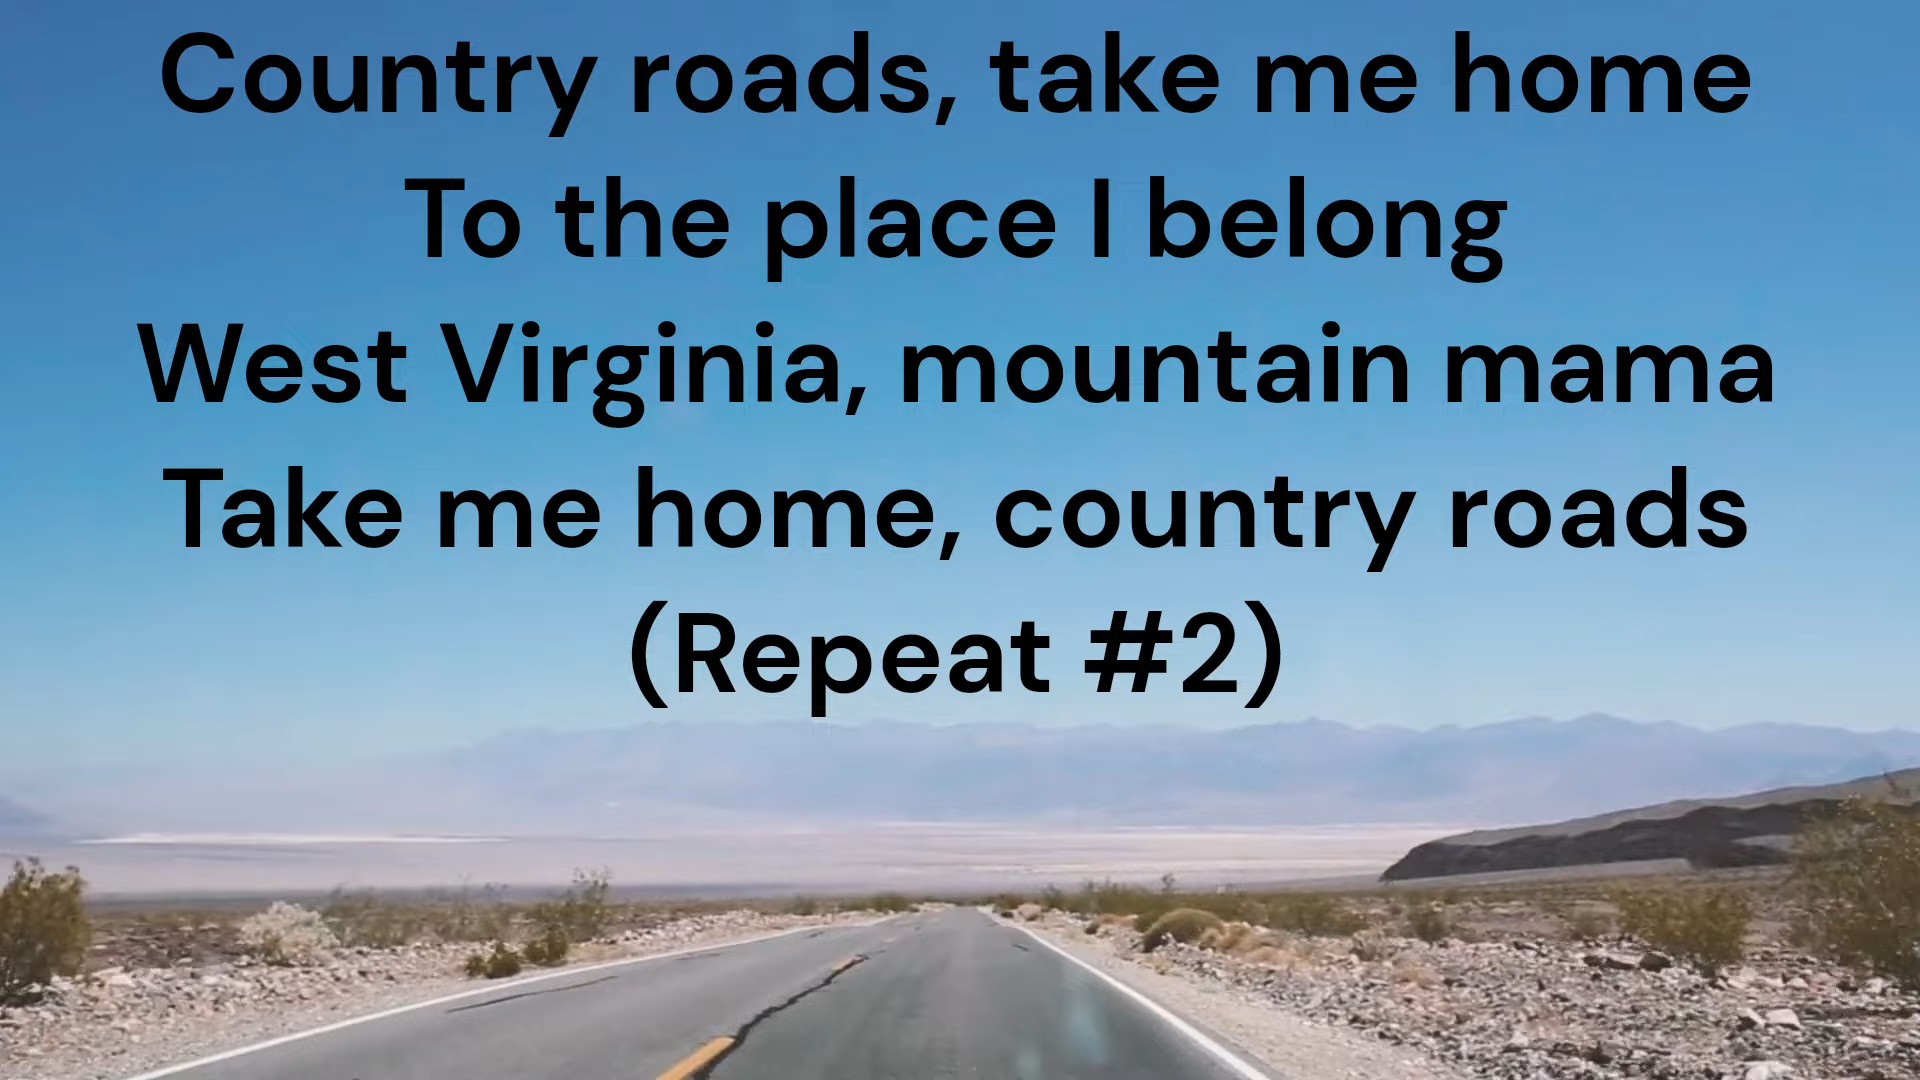 Country roads, take me home
To the place I belong
West Virginia, mountain mama
Take me home, country roads
(Repeat #2)